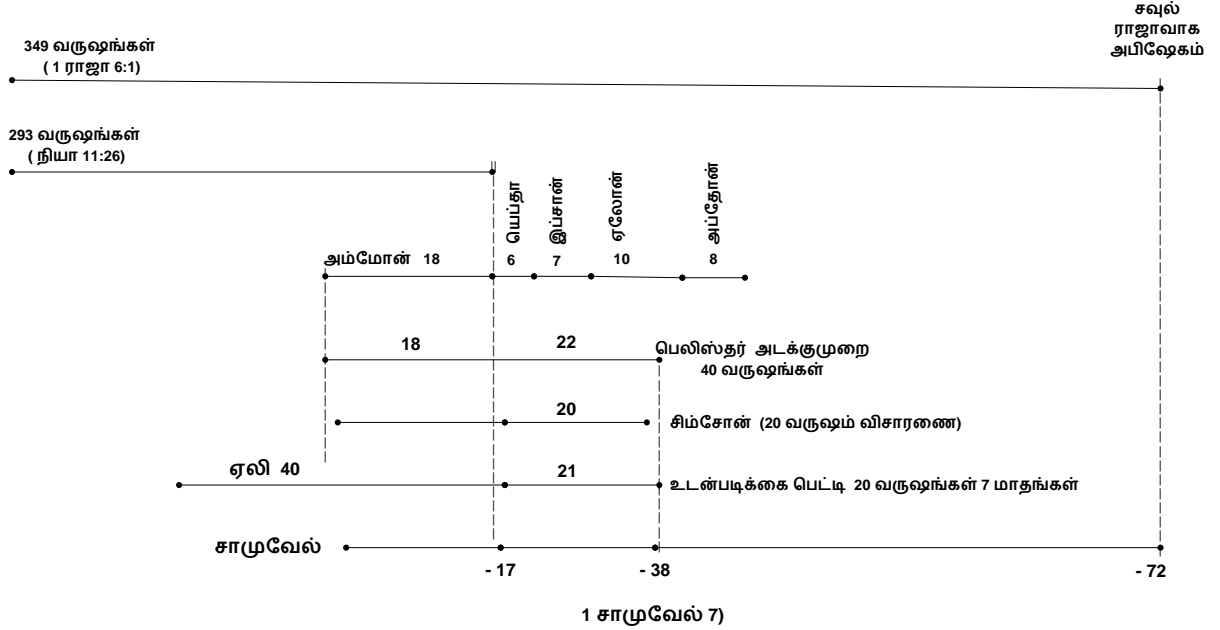 சவுல்
ராஜாவாக
அபிஷேகம்
349 வருஷங்கள்
( 1 ராஜா 6:1)
293 வருஷங்கள்
( நியா 11:26)
யெப்தா
இப்சான்
ஏலோன்
அப்தோன்
அம்மோன் 18 6 7 10 8
18 22 பெலிஸ்தர் அடக்குமுறை
40 வருஷங்கள்
20 சிம்சோன் (20 வருஷம் விசாரணை)
ஏலி 40 21 உடன்படிக்கை பெட்டி 20 வருஷங்கள் 7 மாதங்கள்
சாமுவேல்
- 17 - 38 - 72
1 சாமுவேல் 7)